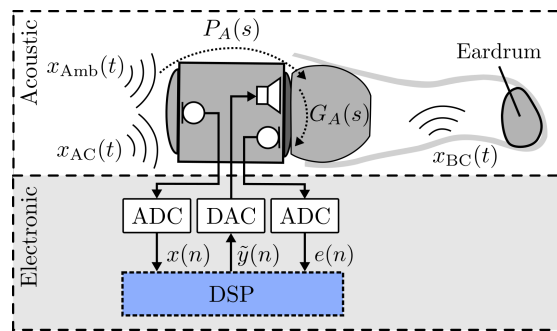 Acoustic
P_A(s)
x_Amb(t)
Eardrum
G_A(s)
x_AC(t)
x_BC(t)
Electronic
ADC DAC ADC
x(n) ỹ(n) e(n)
DSP